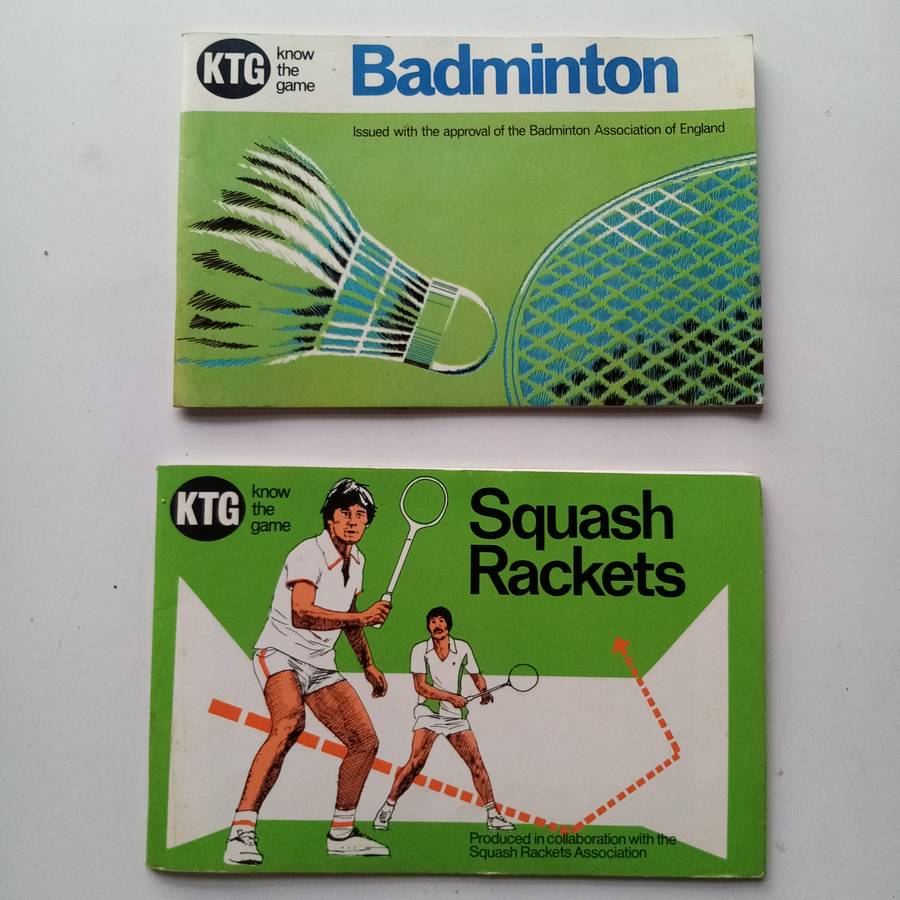 KTG
know
the
game
Badminton
Issued with the approval of the Badminton Association of England
KTG
know
the
game
Squash
Rackets
Produced in collaboration with the
Squash Rackets Association